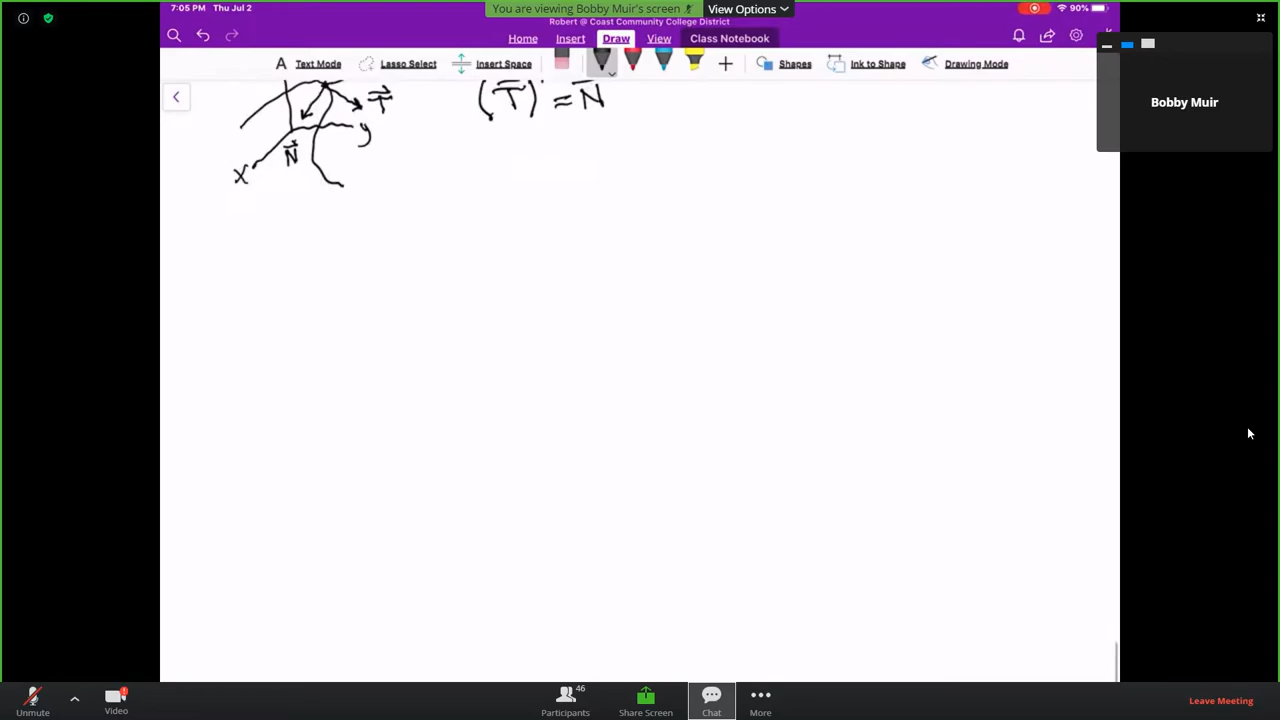 You are viewing Bobby Muir's screen View Options
7:05 PM Thu Jul 2 90%
Robert @ Coast Community College District
Home Insert Draw View Class Notebook
A Text Mode Lasso Select Insert Space + Shapes Ink to Shape Drawing Mode
Bobby Muir
T⃗ (T̅)' = N̅
y
N⃗
X
46
Unmute Video Participants Share Screen Chat More Leave Meeting